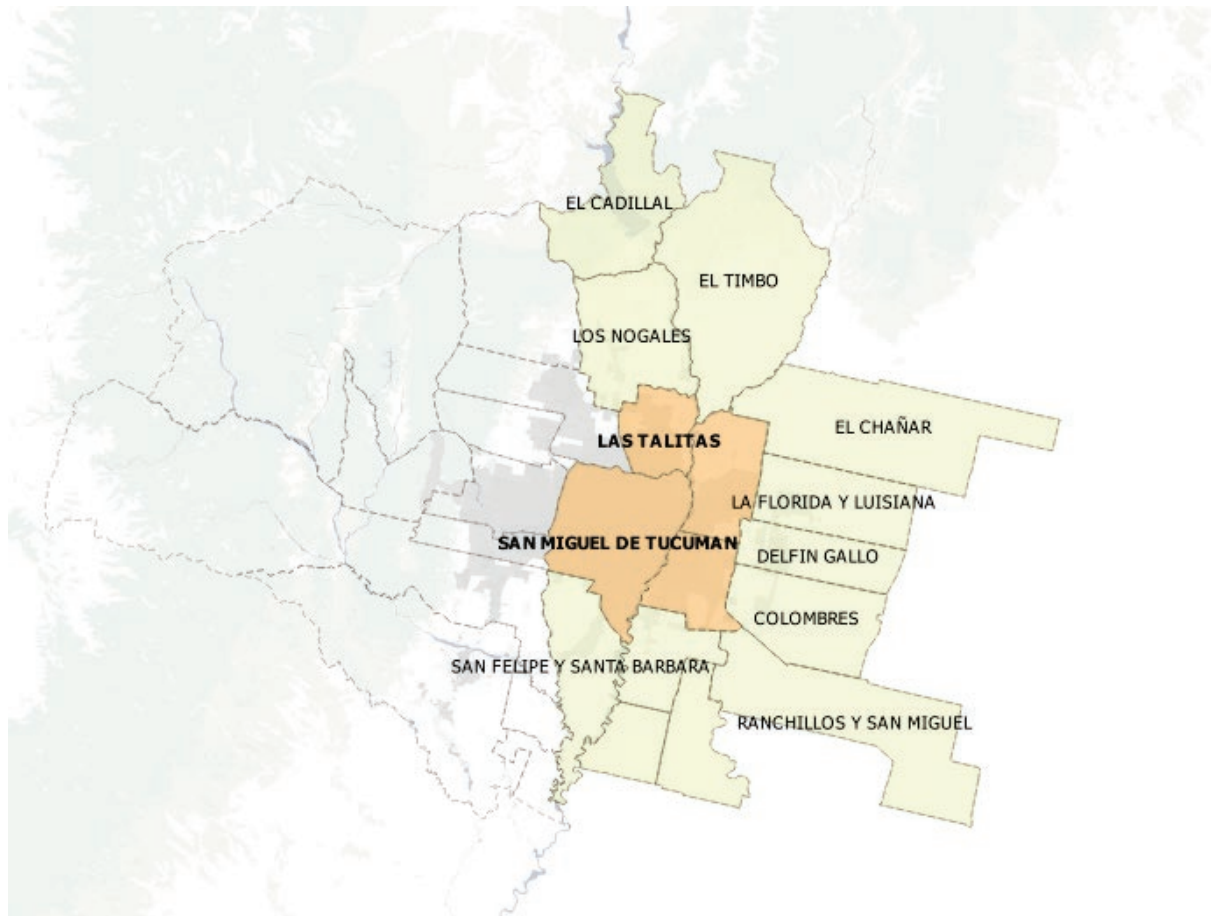 EL CADILLAL
EL TIMBO
LOS NOGALES
EL CHAÑAR
LAS TALITAS
LA FLORIDA Y LUISIANA
SAN MIGUEL DE TUCUMAN
DELFIN GALLO
COLOMBRES
SAN FELIPE Y SANTA BARBARA
RANCHILLOS Y SAN MIGUEL